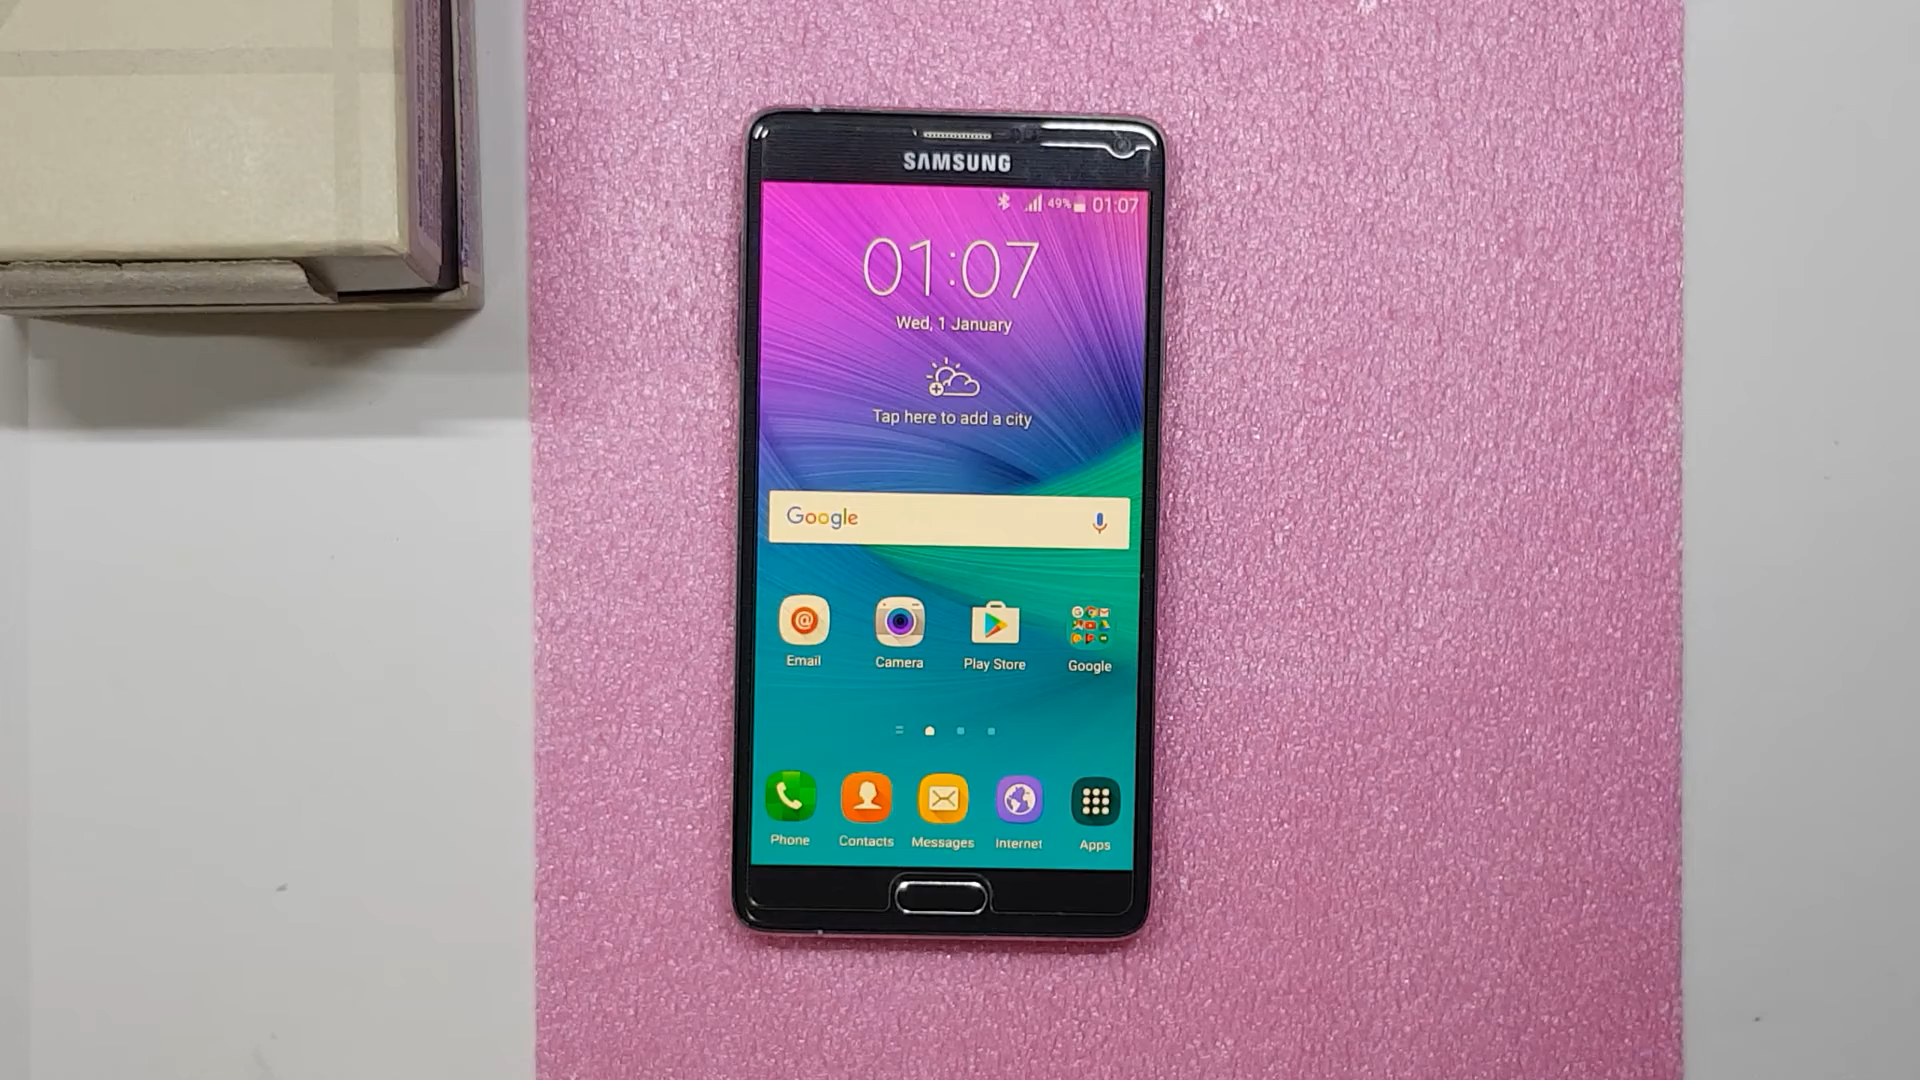 SAMSUNG
49% 01:07
01:07
Wed, 1 January
Tap here to add a city
Google
Email Camera Play Store Google
Phone Contacts Messages Internet Apps